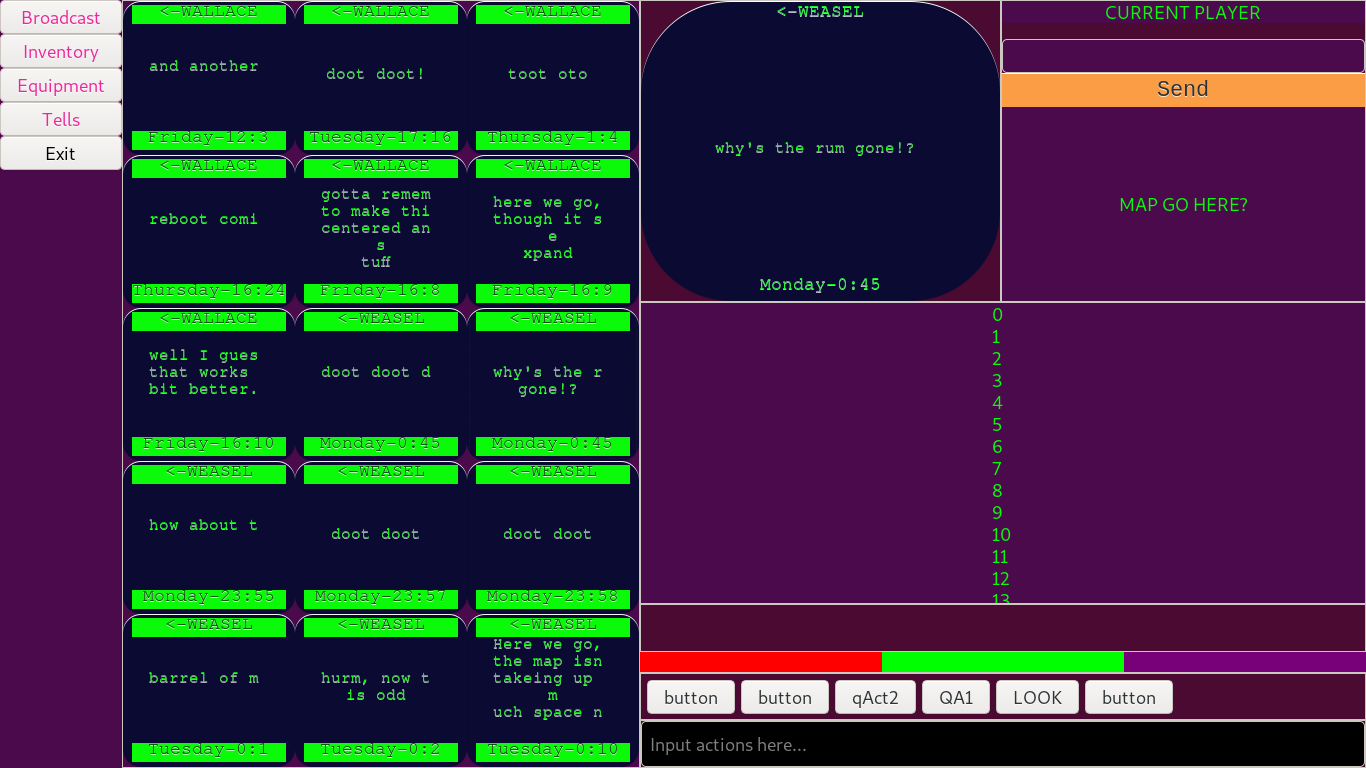 Broadcast
Inventory
Equipment
Tells
Exit
<-WALLACE
and another
Friday-12:3
<-WALLACE
doot doot!
Tuesday-17:16
<-WALLACE
toot oto
Thursday-1:4
<-WALLACE
reboot comi
Thursday-16:24
<-WALLACE
gotta remem
to make thi
centered an
s
tuff
Friday-16:8
<-WALLACE
here we go,
though it s
e
xpand
Friday-16:9
<-WALLACE
well I gues
that works
bit better.
Friday-16:10
<-WEASEL
doot doot d
Monday-0:45
<-WEASEL
why's the r
gone!?
Monday-0:45
<-WEASEL
how about t
Monday-23:55
<-WEASEL
doot doot
Monday-23:57
<-WEASEL
doot doot
Monday-23:58
<-WEASEL
barrel of m
Tuesday-0:1
<-WEASEL
hurm, now t
is odd
Tuesday-0:2
<-WEASEL
Here we go,
the map isn
takeing up
m
uch space n
Tuesday-0:10
<-WEASEL
why's the rum gone!?
Monday-0:45
CURRENT PLAYER
Send
MAP GO HERE?
0
1
2
3
4
5
6
7
8
9
10
11
12
13
button
button
qAct2
QA1
LOOK
button
Input actions here...